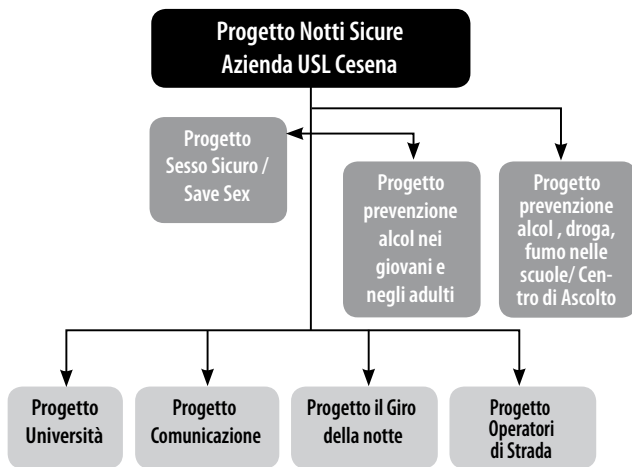 Progetto Notti Sicure
Azienda USL Cesena
Progetto
Sesso Sicuro /
Save Sex
Progetto
prevenzione
alcol nei
giovani e
negli adulti
Progetto
prevenzione
alcol , droga,
fumo nelle
scuole/ Cen-
tro di Ascolto
Progetto
Università
Progetto
Comunicazione
Progetto il Giro
della notte
Progetto
Operatori
di Strada